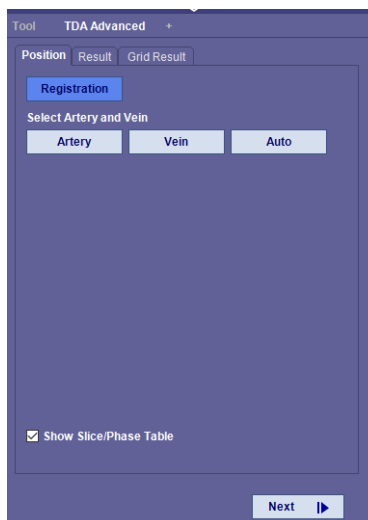 Tool TDA Advanced +
Position Result Grid Result
Registration
Select Artery and Vein
Artery Vein Auto
Show Slice/Phase Table
Next